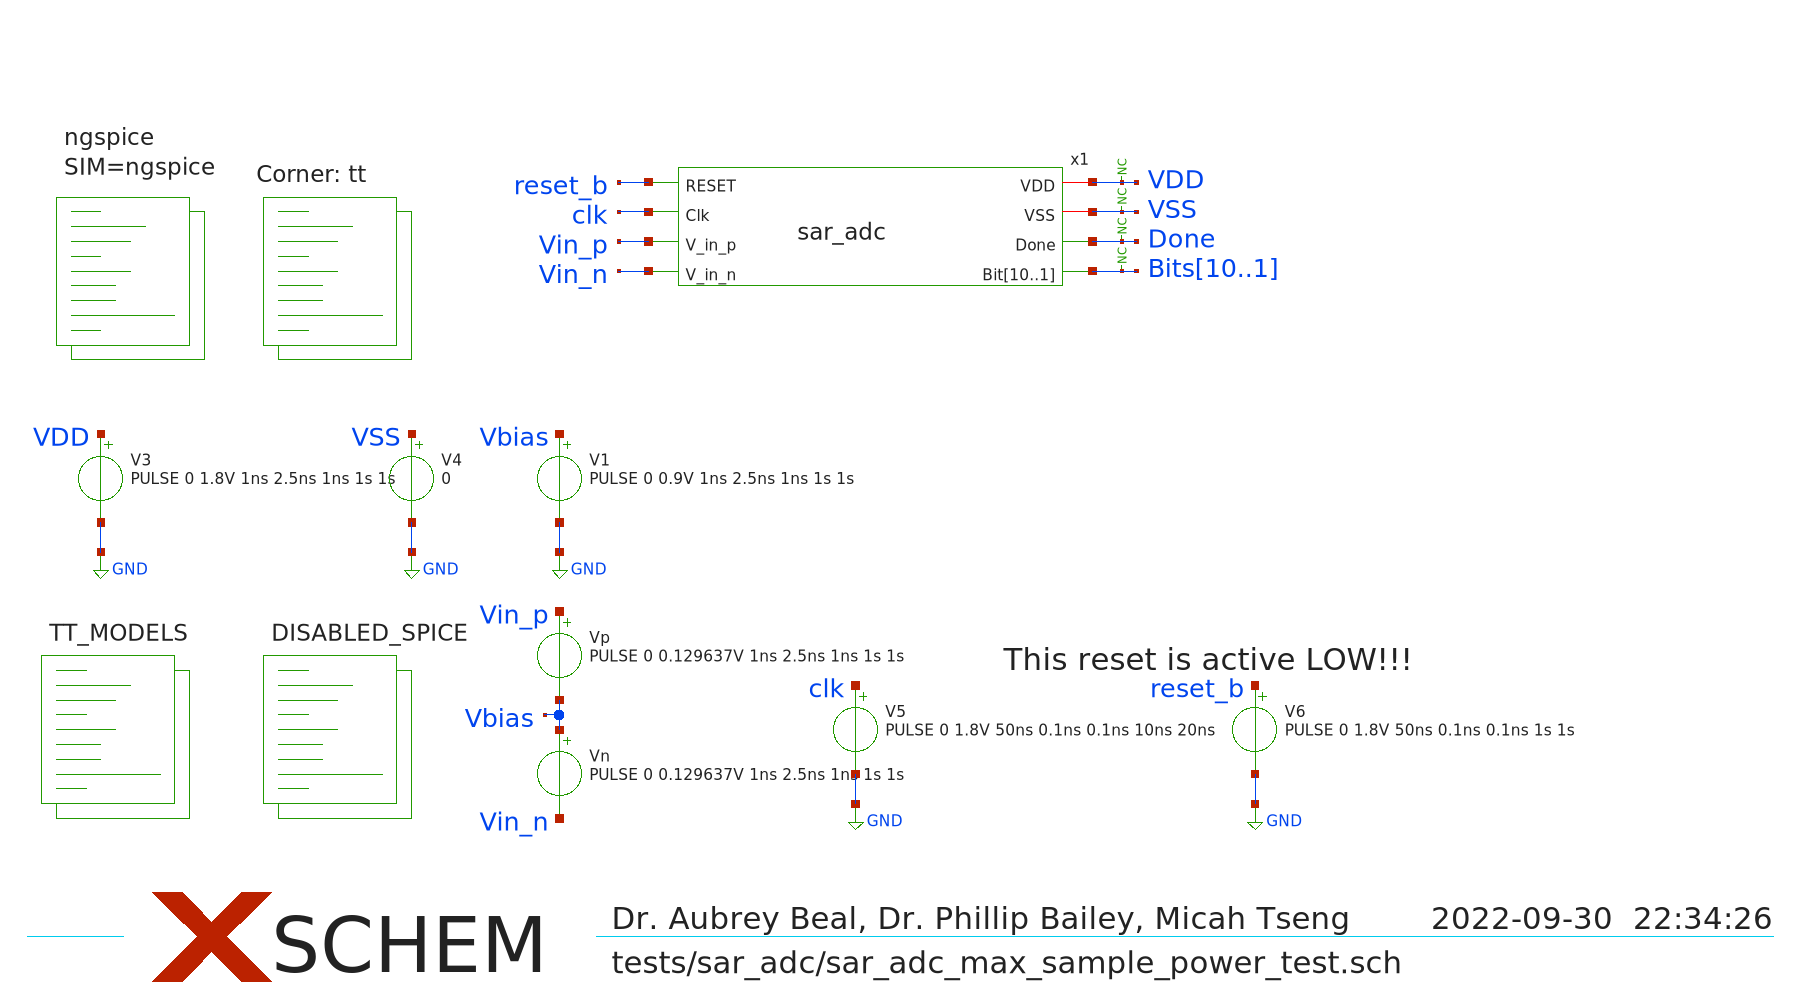 ngspice
SIM=ngspice
Corner: tt
x1
reset_b
clk
Vin_p
Vin_n
RESET
Clk
V_in_p
V_in_n
sar_adc
VDD
VSS
Done
Bit[10..1]
NC
NC
NC
NC
VDD
VSS
Done
Bits[10..1]
VDD
V3
PULSE 0 1.8V 1ns 2.5ns 1ns 1s 1s
GND
VSS
V4
0
GND
Vbias
V1
PULSE 0 0.9V 1ns 2.5ns 1ns 1s 1s
GND
TT_MODELS
DISABLED_SPICE
Vin_p
Vp
PULSE 0 0.129637V 1ns 2.5ns 1ns 1s 1s
Vbias
Vn
PULSE 0 0.129637V 1ns 2.5ns 1ns 1s 1s
Vin_n
clk
V5
PULSE 0 1.8V 50ns 0.1ns 0.1ns 10ns 20ns
GND
This reset is active LOW!!!
reset_b
V6
PULSE 0 1.8V 50ns 0.1ns 0.1ns 1s 1s
GND
XSCHEM
Dr. Aubrey Beal, Dr. Phillip Bailey, Micah Tseng 2022-09-30 22:34:26
tests/sar_adc/sar_adc_max_sample_power_test.sch